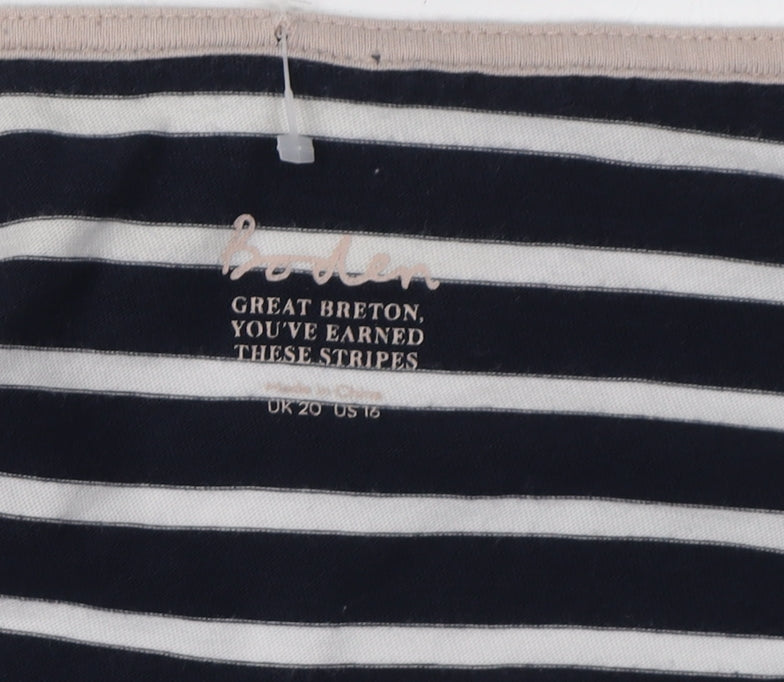 Boden
GREAT BRETON,
YOU'VE EARNED
THESE STRIPES
Made in China
UK 20 US 16